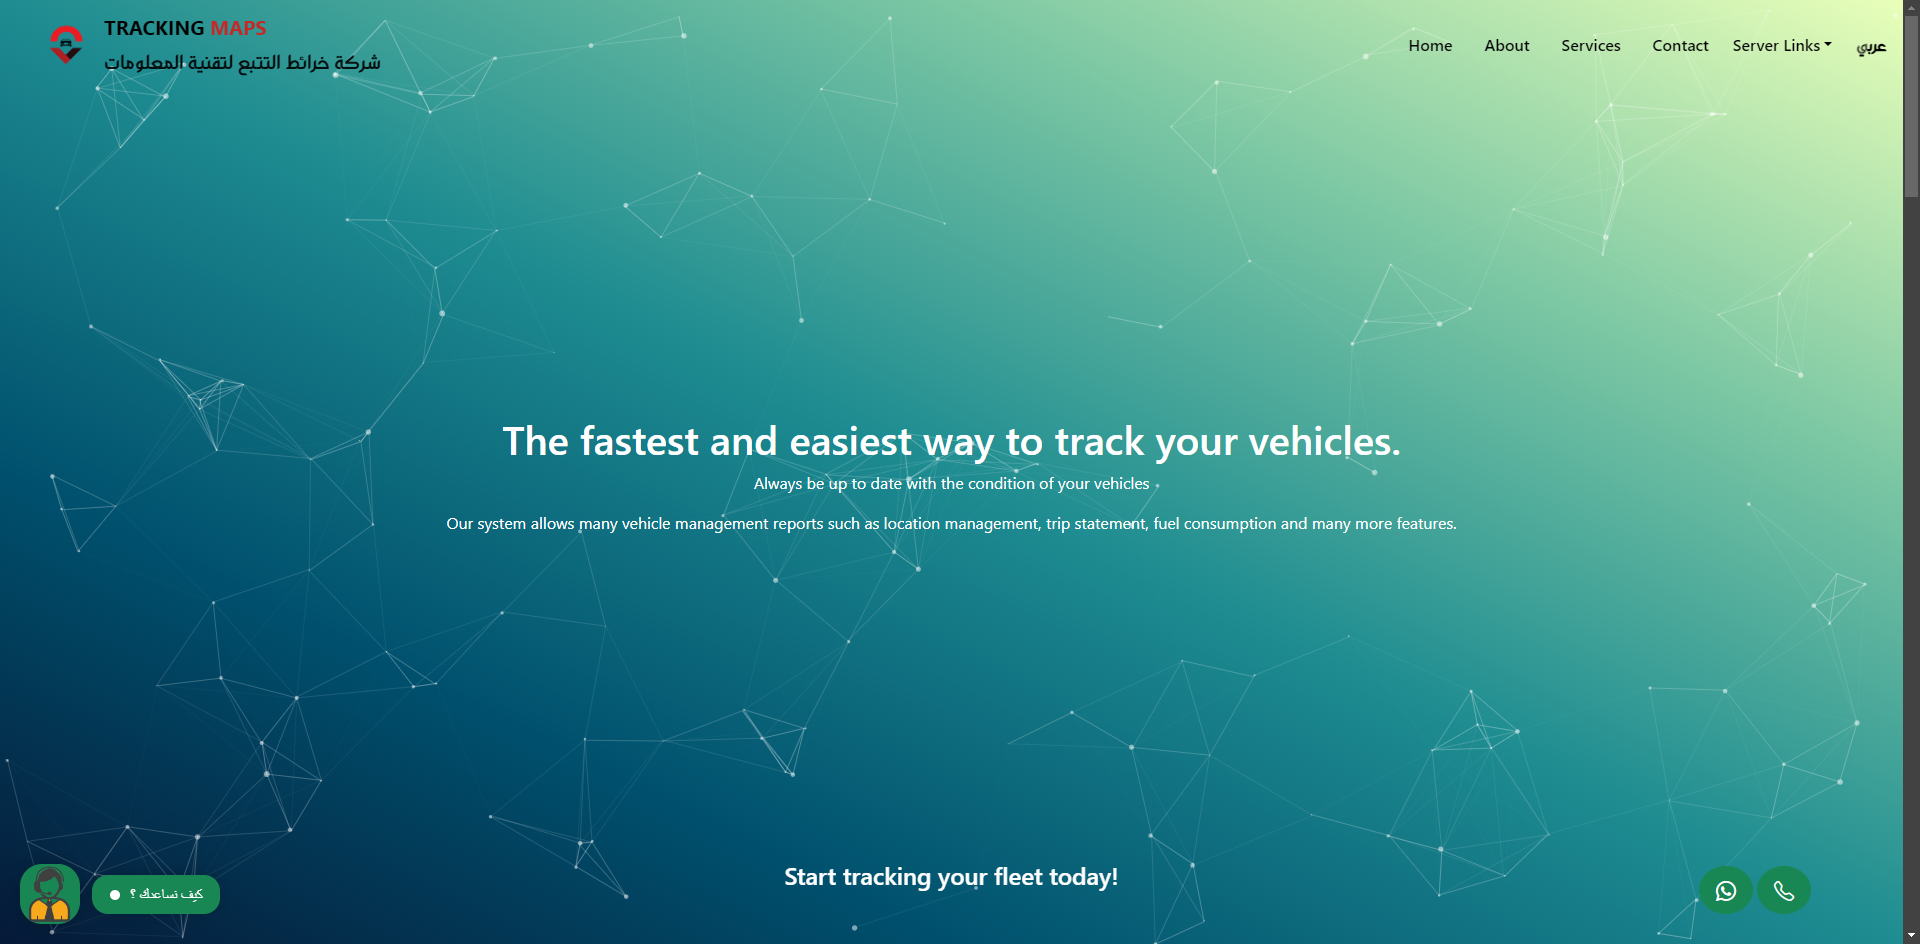 TRACKING MAPS
شركة خرائط التتبع لتقنية المعلومات
Home
About
Services
Contact
Server Links
عربي
The fastest and easiest way to track your vehicles.
Always be up to date with the condition of your vehicles
Our system allows many vehicle management reports such as location management, trip statement, fuel consumption and many more features.
Start tracking your fleet today!
كيف نساعدك ؟